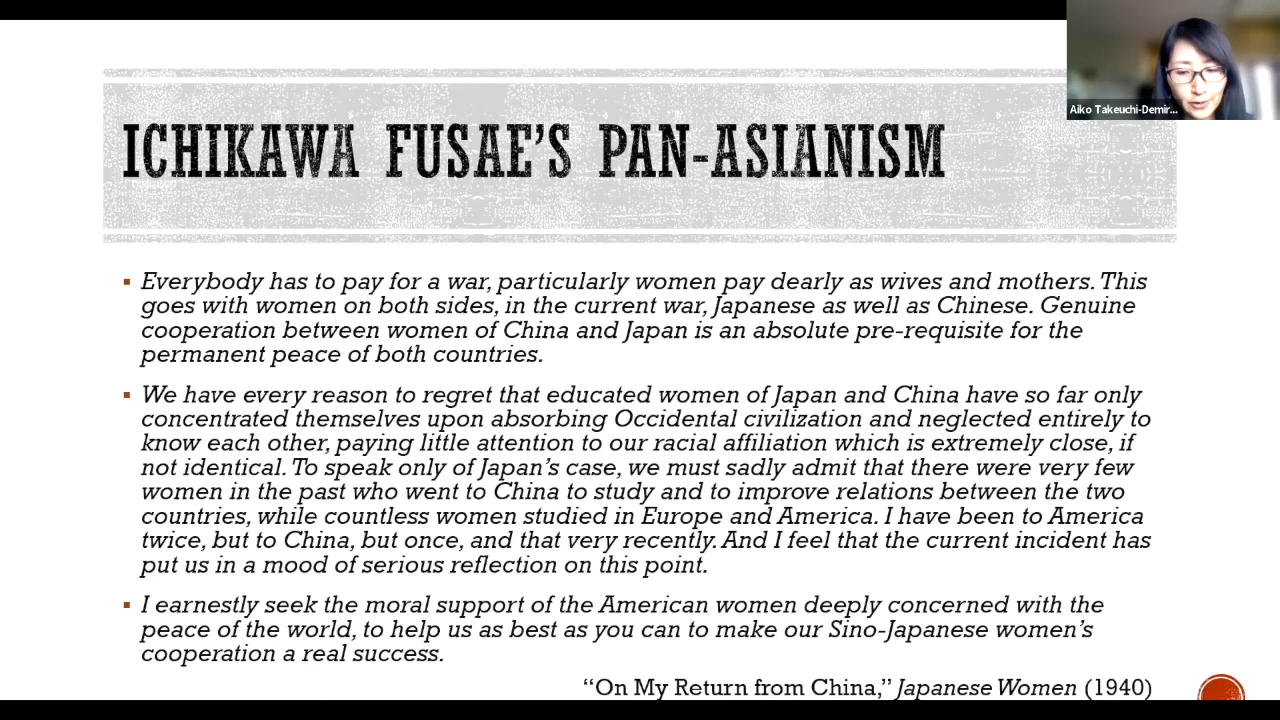 Aiko Takeuchi-Demir...
ICHIKAWA FUSAE'S PAN-ASIANISM
▪ Everybody has to pay for a war, particularly women pay dearly as wives and mothers. This
goes with women on both sides, in the current war, Japanese as well as Chinese. Genuine
cooperation between women of China and Japan is an absolute pre-requisite for the
permanent peace of both countries.
▪ We have every reason to regret that educated women of Japan and China have so far only
concentrated themselves upon absorbing Occidental civilization and neglected entirely to
know each other, paying little attention to our racial affiliation which is extremely close, if
not identical. To speak only of Japan's case, we must sadly admit that there were very few
women in the past who went to China to study and to improve relations between the two
countries, while countless women studied in Europe and America. I have been to America
twice, but to China, but once, and that very recently. And I feel that the current incident has
put us in a mood of serious reflection on this point.
▪ I earnestly seek the moral support of the American women deeply concerned with the
peace of the world, to help us as best as you can to make our Sino-Japanese women's
cooperation a real success.
“On My Return from China,” Japanese Women (1940)